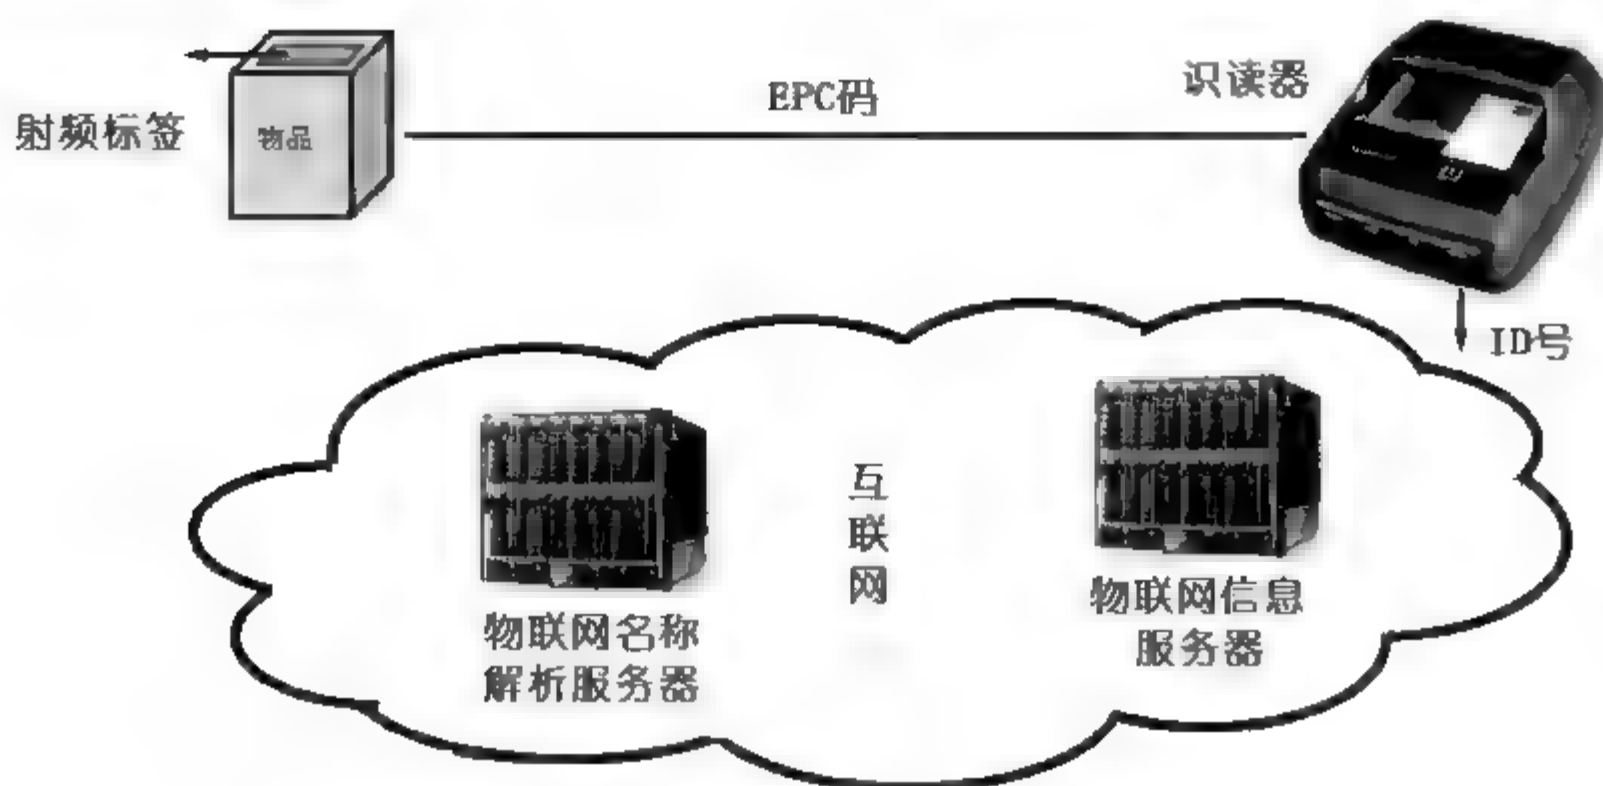 EPC码
识读器
射频标签
物品
ID号
互
联
网
物联网名称
解析服务器
物联网信息
服务器